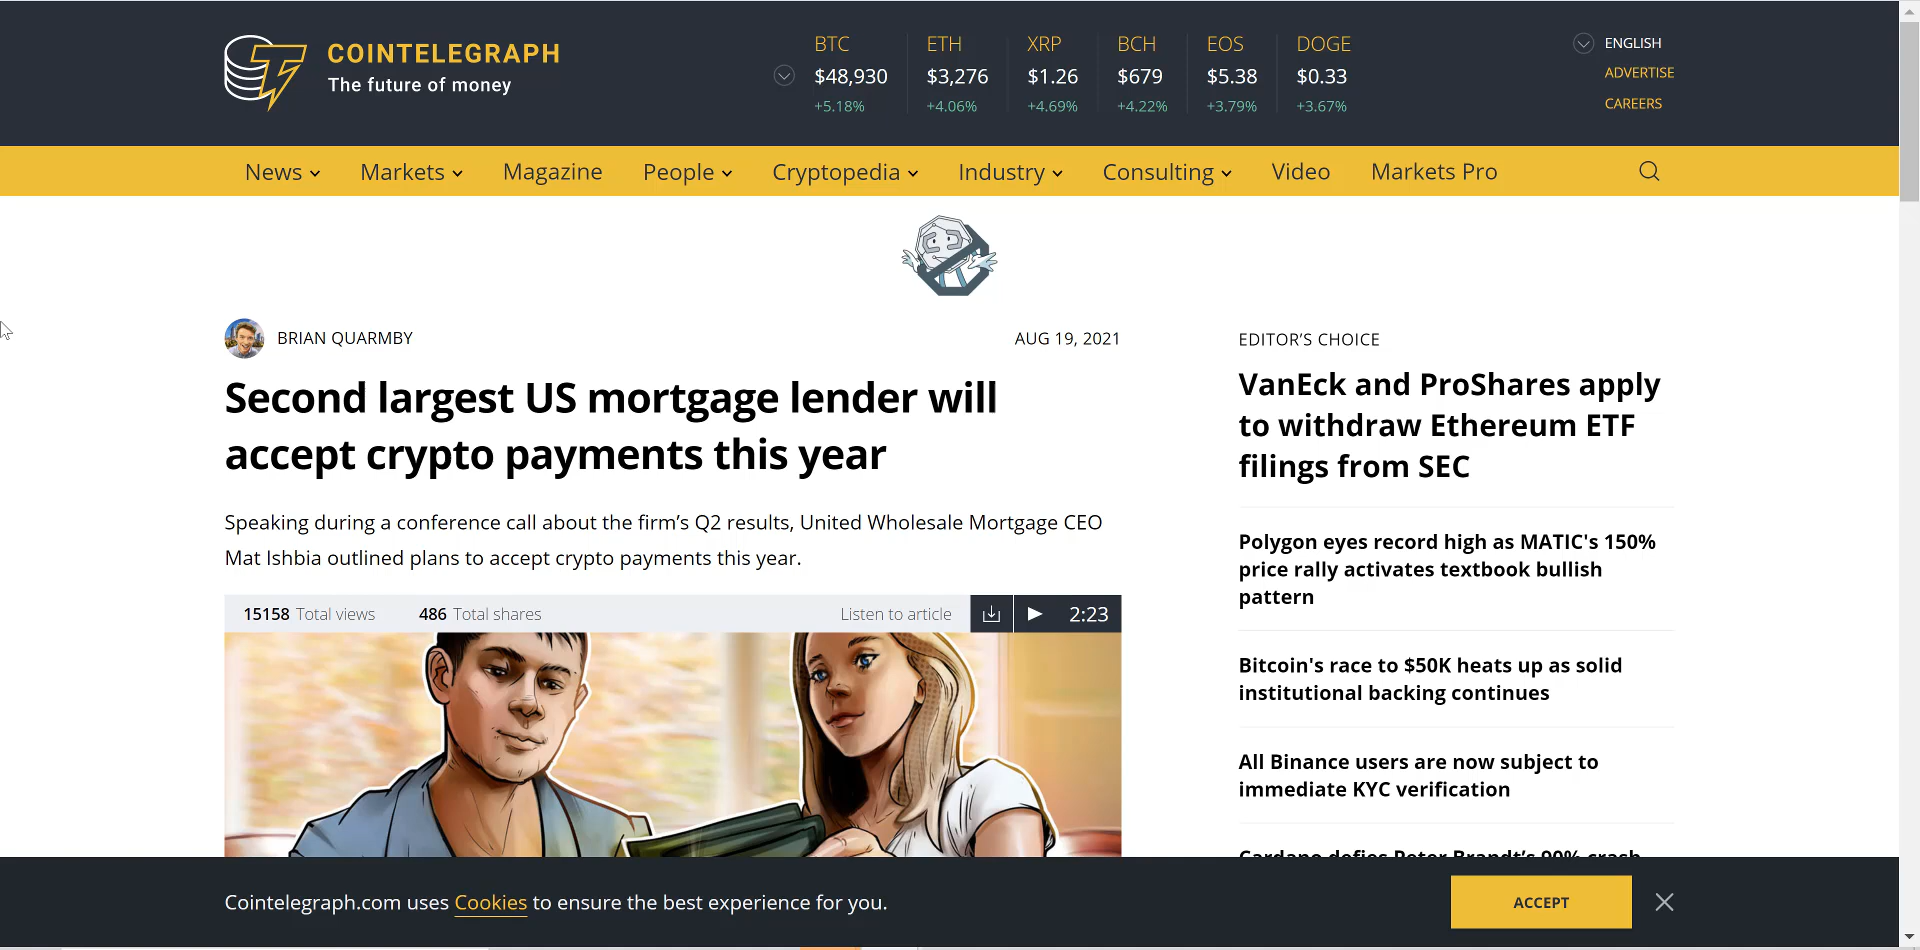 COINTELEGRAPH
The future of money
BTC
$48,930
+5.18%
ETH
$3,276
+4.06%
XRP
$1.26
+4.69%
BCH
$679
+4.22%
EOS
$5.38
+3.79%
DOGE
$0.33
+3.67%
ENGLISH
ADVERTISE
CAREERS
News Markets Magazine People Cryptopedia Industry Consulting Video Markets Pro
BRIAN QUARMBY
AUG 19, 2021
Second largest US mortgage lender will
accept crypto payments this year
Speaking during a conference call about the firm's Q2 results, United Wholesale Mortgage CEO
Mat Ishbia outlined plans to accept crypto payments this year.
15158 Total views 486 Total shares Listen to article 2:23
EDITOR'S CHOICE
VanEck and ProShares apply
to withdraw Ethereum ETF
filings from SEC
Polygon eyes record high as MATIC's 150%
price rally activates textbook bullish
pattern
Bitcoin's race to $50K heats up as solid
institutional backing continues
All Binance users are now subject to
immediate KYC verification
Cardano defies Peter Brandt's 90% crash
Cointelegraph.com uses Cookies to ensure the best experience for you.
ACCEPT